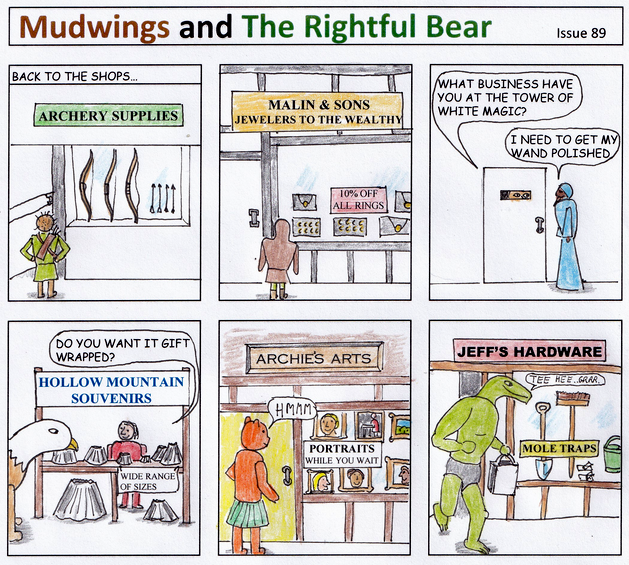 Mudwings and The Rightful Bear
Issue 89
BACK TO THE SHOPS...
ARCHERY SUPPLIES
MALIN & SONS
JEWELERS TO THE WEALTHY
10% OFF
ALL RINGS
WHAT BUSINESS HAVE
YOU AT THE TOWER OF
WHITE MAGIC?
I NEED TO GET MY
WAND POLISHED.
DO YOU WANT IT GIFT
WRAPPED?
HOLLOW MOUNTAIN
SOUVENIRS
WIDE RANGE
OF SIZES
ARCHIE'S ARTS
HMMM
PORTRAITS
WHILE YOU WAIT
JEFF'S HARDWARE
TEE HEE..GRRR.
MOLE TRAPS